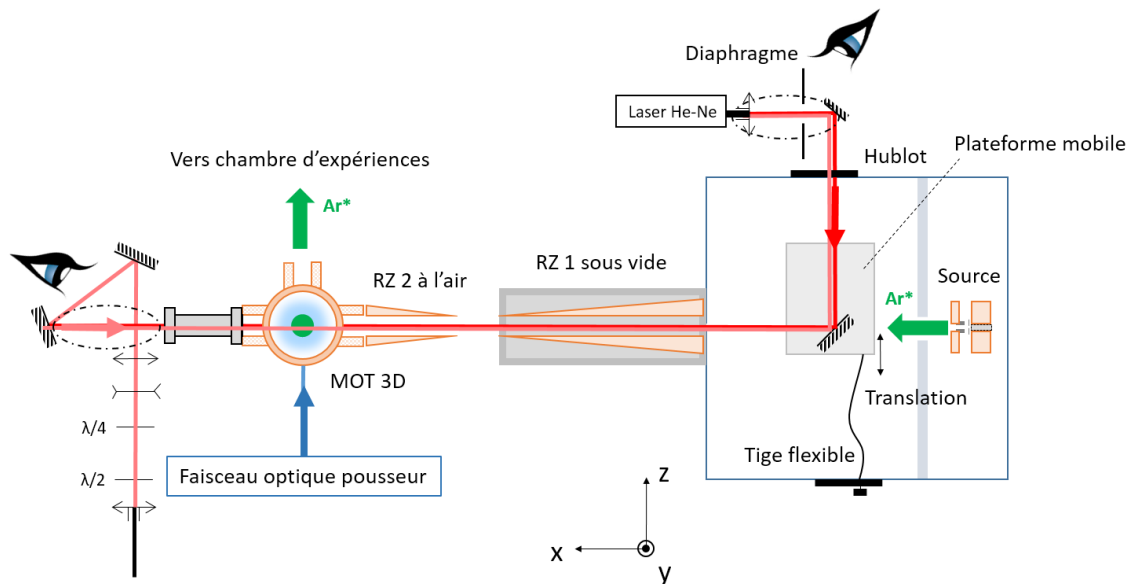 Diaphragme
Laser He-Ne
Plateforme mobile
Hublot
Vers chambre d'expériences
Ar*
RZ 2 à l'air
RZ 1 sous vide
Source
Ar*
MOT 3D
Translation
λ/4
λ/2
Faisceau optique pousseur
Tige flexible
z
x
y